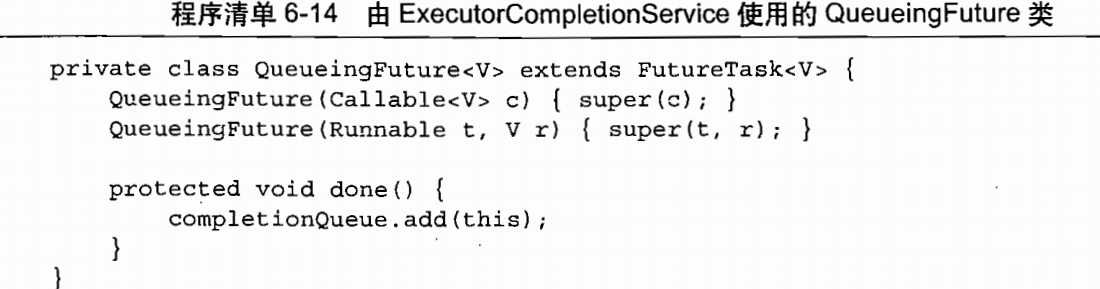 程序清单 6-14 由 ExecutorCompletionService 使用的 QueueingFuture 类
private class QueueingFuture<V> extends FutureTask<V> {
QueueingFuture(Callable<V> c) { super(c); }
QueueingFuture(Runnable t, V r) { super(t, r); }
protected void done() {
completionQueue.add(this);
}
}